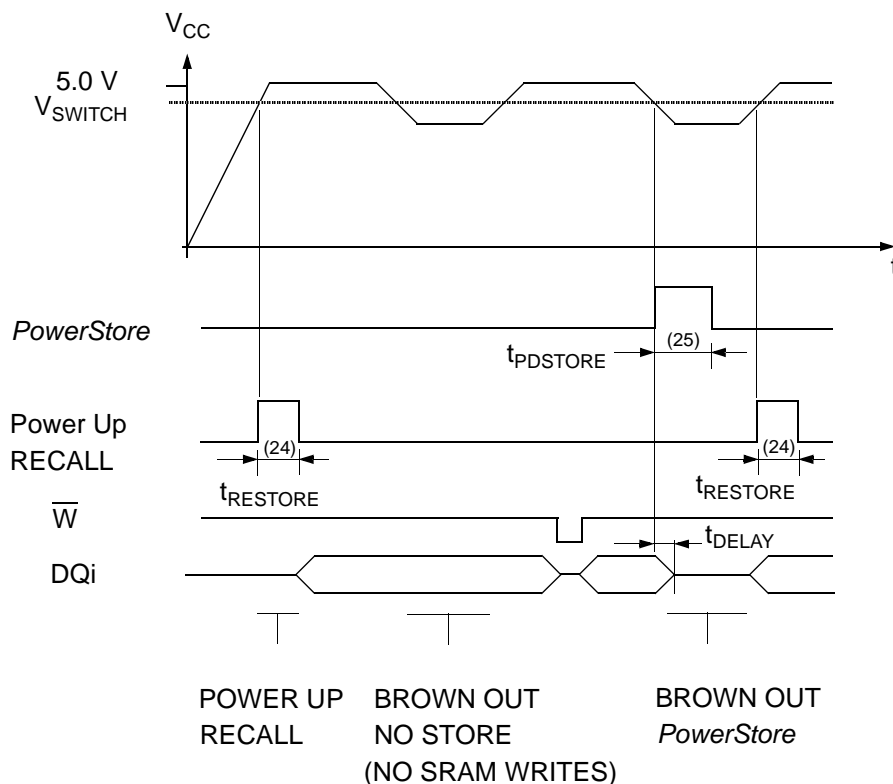 VCC
5.0 V
VSWITCH
t
PowerStore
(25)
tPDSTORE
Power Up
RECALL
(24)
(24)
tRESTORE
tRESTORE
W
tDELAY
DQi
POWER UP
RECALL
BROWN OUT
NO STORE
(NO SRAM WRITES)
BROWN OUT
PowerStore